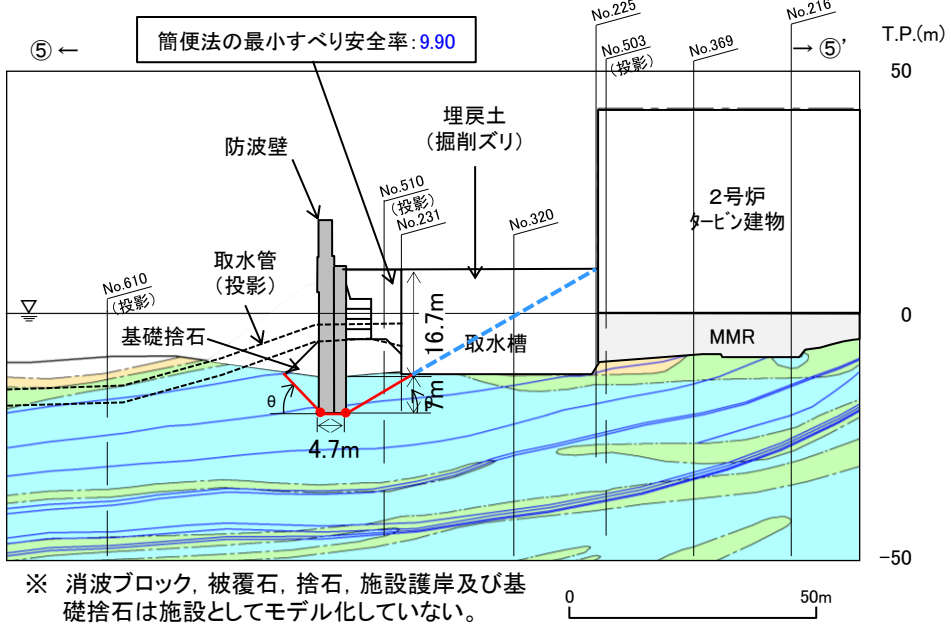 ⑤ ←
簡便法の最小すべり安全率:9.90
No.225
No.503
(投影)
No.369
No.216
→ ⑤’
T.P.(m)
50
埋戻土
(掘削ズリ)
防波壁
No.510
(投影)
No.231
No.320
2号炉
タービン建物
取水管
(投影)
No.610
(投影)
基礎捨石
16.7m
取水槽
0
MMR
θ
7m
4.7m
-50
※ 消波ブロック, 被覆石, 捨石, 施設護岸及び基
礎捨石は施設としてモデル化していない。
0
50m